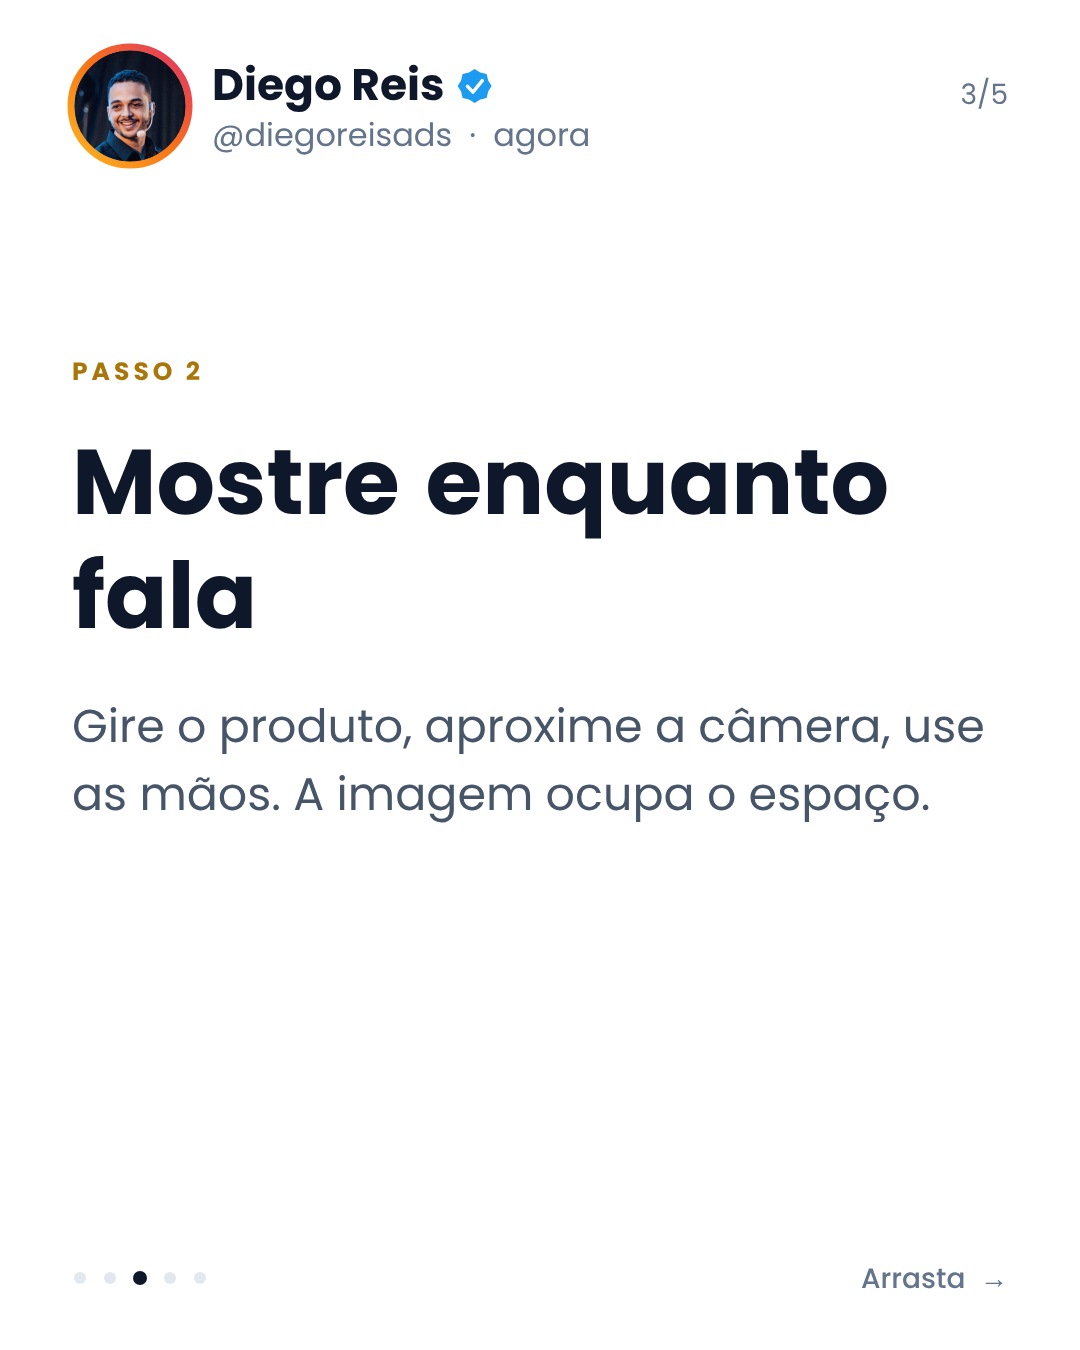 Diego Reis
@diegoreisads · agora
3/5
PASSO 2
Mostre enquanto
fala
Gire o produto, aproxime a câmera, use
as mãos. A imagem ocupa o espaço.
Arrasta →